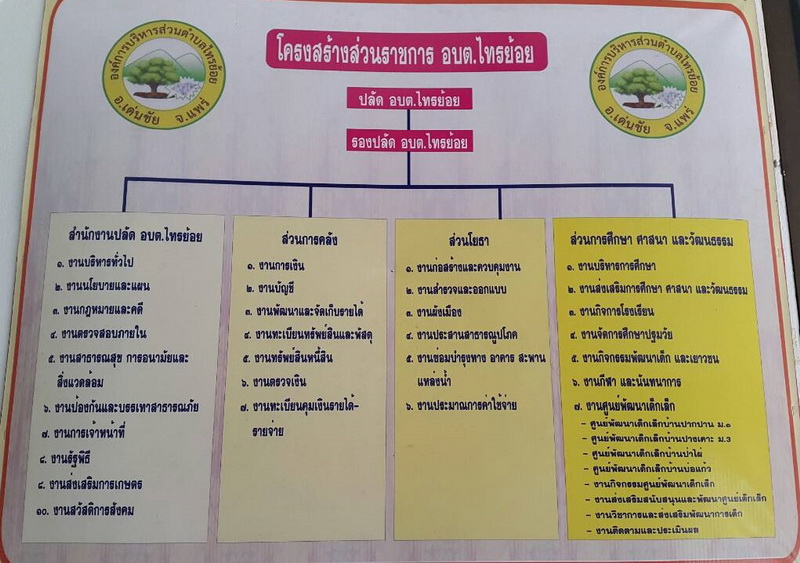 โครงสร้างส่วนราชการ อบต.ไทรย้อย
องค์การบริหารส่วนตำบลไทรย้อย
อ.เด่นชัย จ.แพร่
องค์การบริหารส่วนตำบลไทรย้อย
อ.เด่นชัย จ.แพร่
ปลัด อบต.ไทรย้อย
รองปลัด อบต.ไทรย้อย
สำนักงานปลัด อบต.ไทรย้อย
๑. งานบริหารทั่วไป
๒. งานนโยบายและแผน
๓. งานกฎหมายและคดี
๔. งานตรวจสอบภายใน
๕. งานสาธารณสุข การอนามัยและ
สิ่งแวดล้อม
๖. งานป้องกันและบรรเทาสาธารณภัย
๗. งานการเจ้าหน้าที่
๘. งานรัฐพิธี
๘. งานส่งเสริมการเกษตร
๑๐. งานสวัสดิการสังคม
ส่วนการคลัง
๑. งานการเงิน
๒. งานบัญชี
๓. งานพัฒนาและจัดเก็บรายได้
๔. งานทะเบียนทรัพย์สินและพัสดุ
๕. งานทรัพย์สินหนี้สิน
๖. งานตรวจเงิน
๗. งานทะเบียนคุมเงินรายได้-
รายจ่าย
ส่วนโยธา
๑. งานก่อสร้างและควบคุมงาน
๒. งานสำรวจและออกแบบ
๓. งานผังเมือง
๔. งานประสานสาธารณูปโภค
๕. งานซ่อมบำรุงทาง อาคาร สะพาน
แหล่งน้ำ
๖. งานประมาณการค่าใช้จ่าย
ส่วนการศึกษา ศาสนา และวัฒนธรรม
๑. งานบริหารการศึกษา
๒. งานส่งเสริมการศึกษา ศาสนา และวัฒนธรรม
๓. งานกิจการโรงเรียน
๔. งานจัดการศึกษาปฐมวัย
๕. งานกิจกรรมพัฒนาเด็ก และเยาวชน
๖. งานกีฬา และนันทนาการ
๗. งานศูนย์พัฒนาเด็กเล็ก
- ศูนย์พัฒนาเด็กเล็กบ้านปากปาน ม.๑
- ศูนย์พัฒนาเด็กเล็กบ้านปางเคาะ ม.๓
- ศูนย์พัฒนาเด็กเล็กบ้านป่าไผ่
- ศูนย์พัฒนาเด็กเล็กบ้านบ่อแก้ว
- งานกิจกรรมศูนย์พัฒนาเด็กเล็ก
- งานส่งเสริมสนับสนุนและพัฒนาศูนย์เด็กเล็ก
- งานวิชาการและส่งเสริมพัฒนาการเด็ก
- งานติดตามและประเมินผล